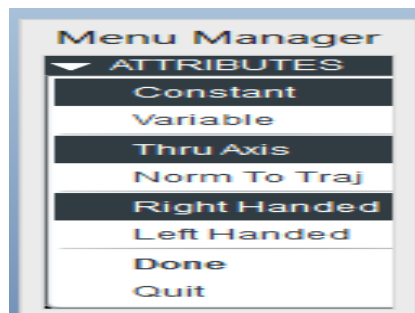 Menu Manager
ATTRIBUTES
Constant
Variable
Thru Axis
Norm To Traj
Right Handed
Left Handed
Done
Quit